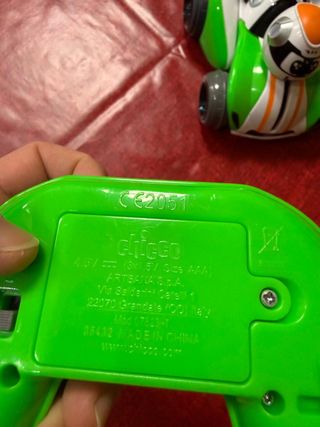 CE2051
chicco
4.5V (3x1.5V Size AAA)
ARTSANA S.p.A.
Via Saldarini Catelli 1
22070 Grandate (CO) Italy
MADE IN CHINA
www.chicco.com